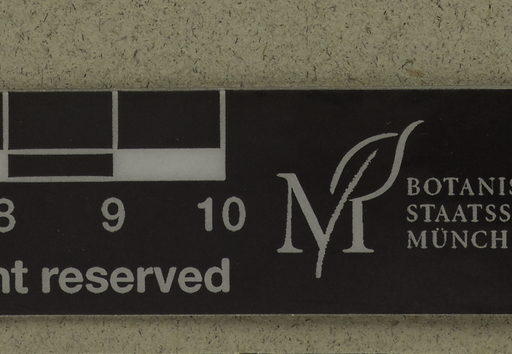 8 9 10
nt reserved
M
BOTANIS
STAATSS
MÜNCH